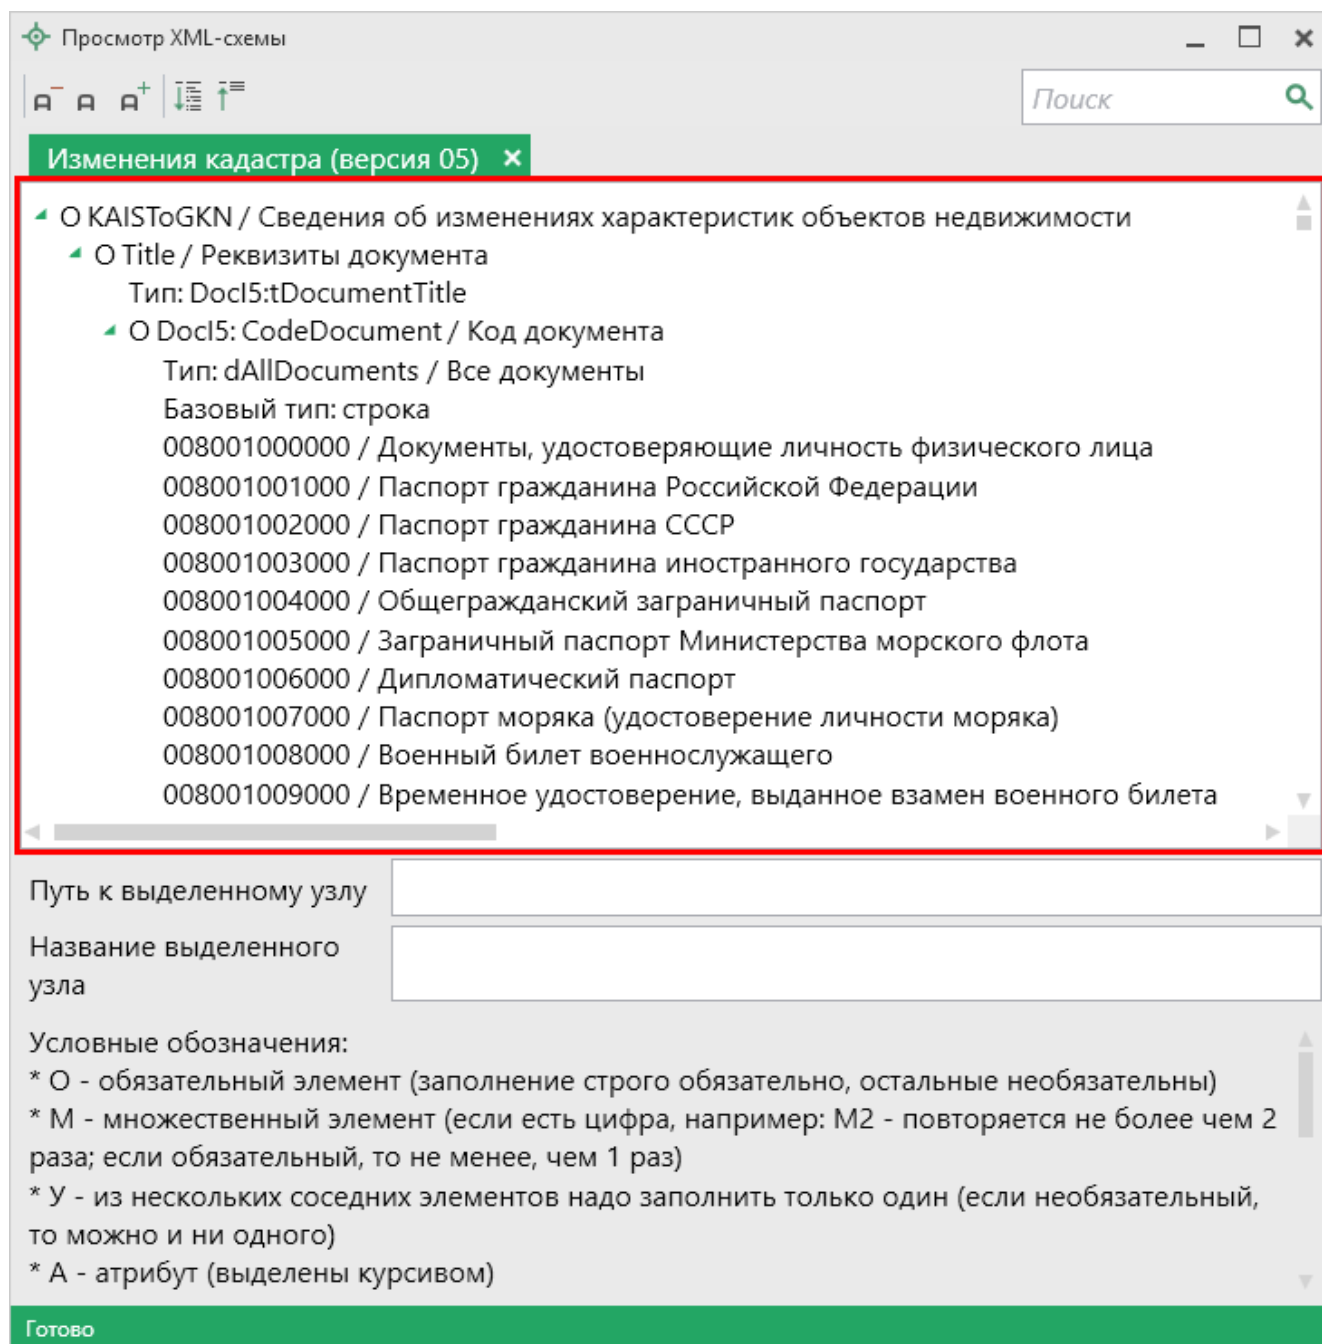 Просмотр XML-схемы
Поиск
Изменения кадастра (версия 05)
О KAISToGKN / Сведения об изменениях характеристик объектов недвижимости
О Title / Реквизиты документа
Тип: DocI5:tDocumentTitle
О DocI5: CodeDocument / Код документа
Тип: dAllDocuments / Все документы
Базовый тип: строка
008001000000 / Документы, удостоверяющие личность физического лица
008001001000 / Паспорт гражданина Российской Федерации
008001002000 / Паспорт гражданина СССР
008001003000 / Паспорт гражданина иностранного государства
008001004000 / Общегражданский заграничный паспорт
008001005000 / Заграничный паспорт Министерства морского флота
008001006000 / Дипломатический паспорт
008001007000 / Паспорт моряка (удостоверение личности моряка)
008001008000 / Военный билет военнослужащего
008001009000 / Временное удостоверение, выданное взамен военного билета
Путь к выделенному узлу
Название выделенного
узла
Условные обозначения:
* О - обязательный элемент (заполнение строго обязательно, остальные необязательны)
* М - множественный элемент (если есть цифра, например: М2 - повторяется не более чем 2
раза; если обязательный, то не менее, чем 1 раз)
* У - из нескольких соседних элементов надо заполнить только один (если необязательный,
то можно и ни одного)
* А - атрибут (выделены курсивом)
Готово